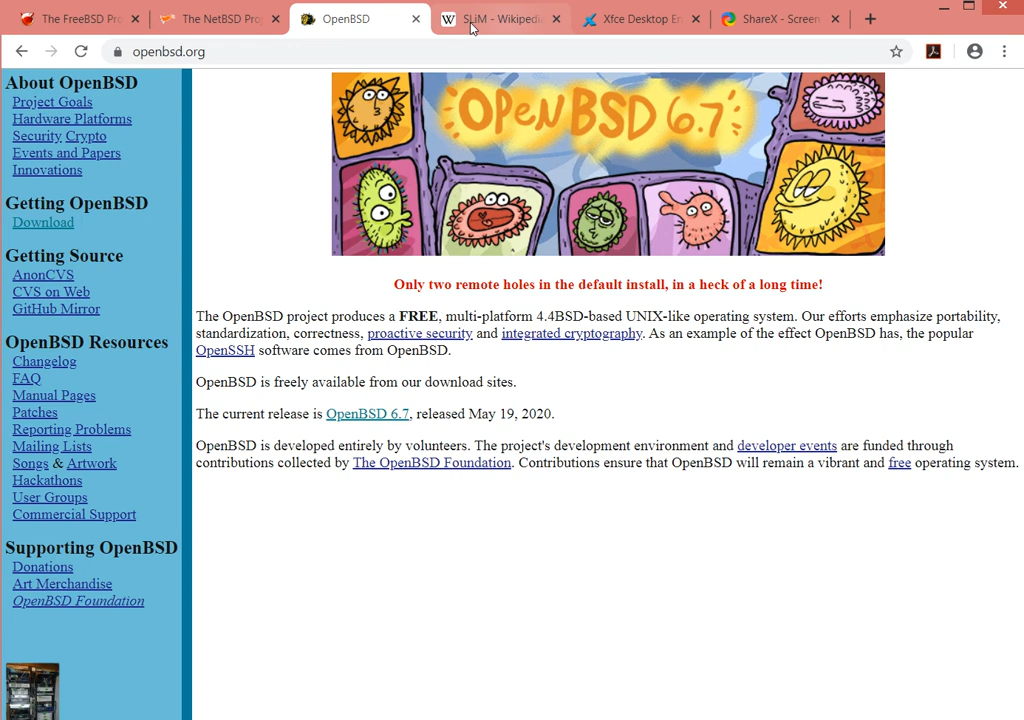 The FreeBSD Pro
The NetBSD Proj
OpenBSD
SLiM - Wikipedi
Xfce Desktop En
ShareX - Screen
openbsd.org
About OpenBSD
Project Goals
Hardware Platforms
Security Crypto
Events and Papers
Innovations
Getting OpenBSD
Download
Getting Source
AnonCVS
CVS on Web
GitHub Mirror
OpenBSD Resources
Changelog
FAQ
Manual Pages
Patches
Reporting Problems
Mailing Lists
Songs & Artwork
Hackathons
User Groups
Commercial Support
Supporting OpenBSD
Donations
Art Merchandise
OpenBSD Foundation
OPENBSD 6.7
Only two remote holes in the default install, in a heck of a long time!
The OpenBSD project produces a FREE, multi-platform 4.4BSD-based UNIX-like operating system. Our efforts emphasize portability,
standardization, correctness, proactive security and integrated cryptography. As an example of the effect OpenBSD has, the popular
OpenSSH software comes from OpenBSD.
OpenBSD is freely available from our download sites.
The current release is OpenBSD 6.7, released May 19, 2020.
OpenBSD is developed entirely by volunteers. The project's development environment and developer events are funded through
contributions collected by The OpenBSD Foundation. Contributions ensure that OpenBSD will remain a vibrant and free operating system.